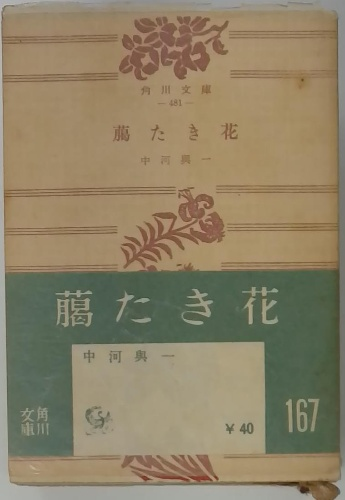 角川文庫
— 481 —
﨟たき花
中河與一
﨟たき花
中河與一
¥40
角川
文庫
167